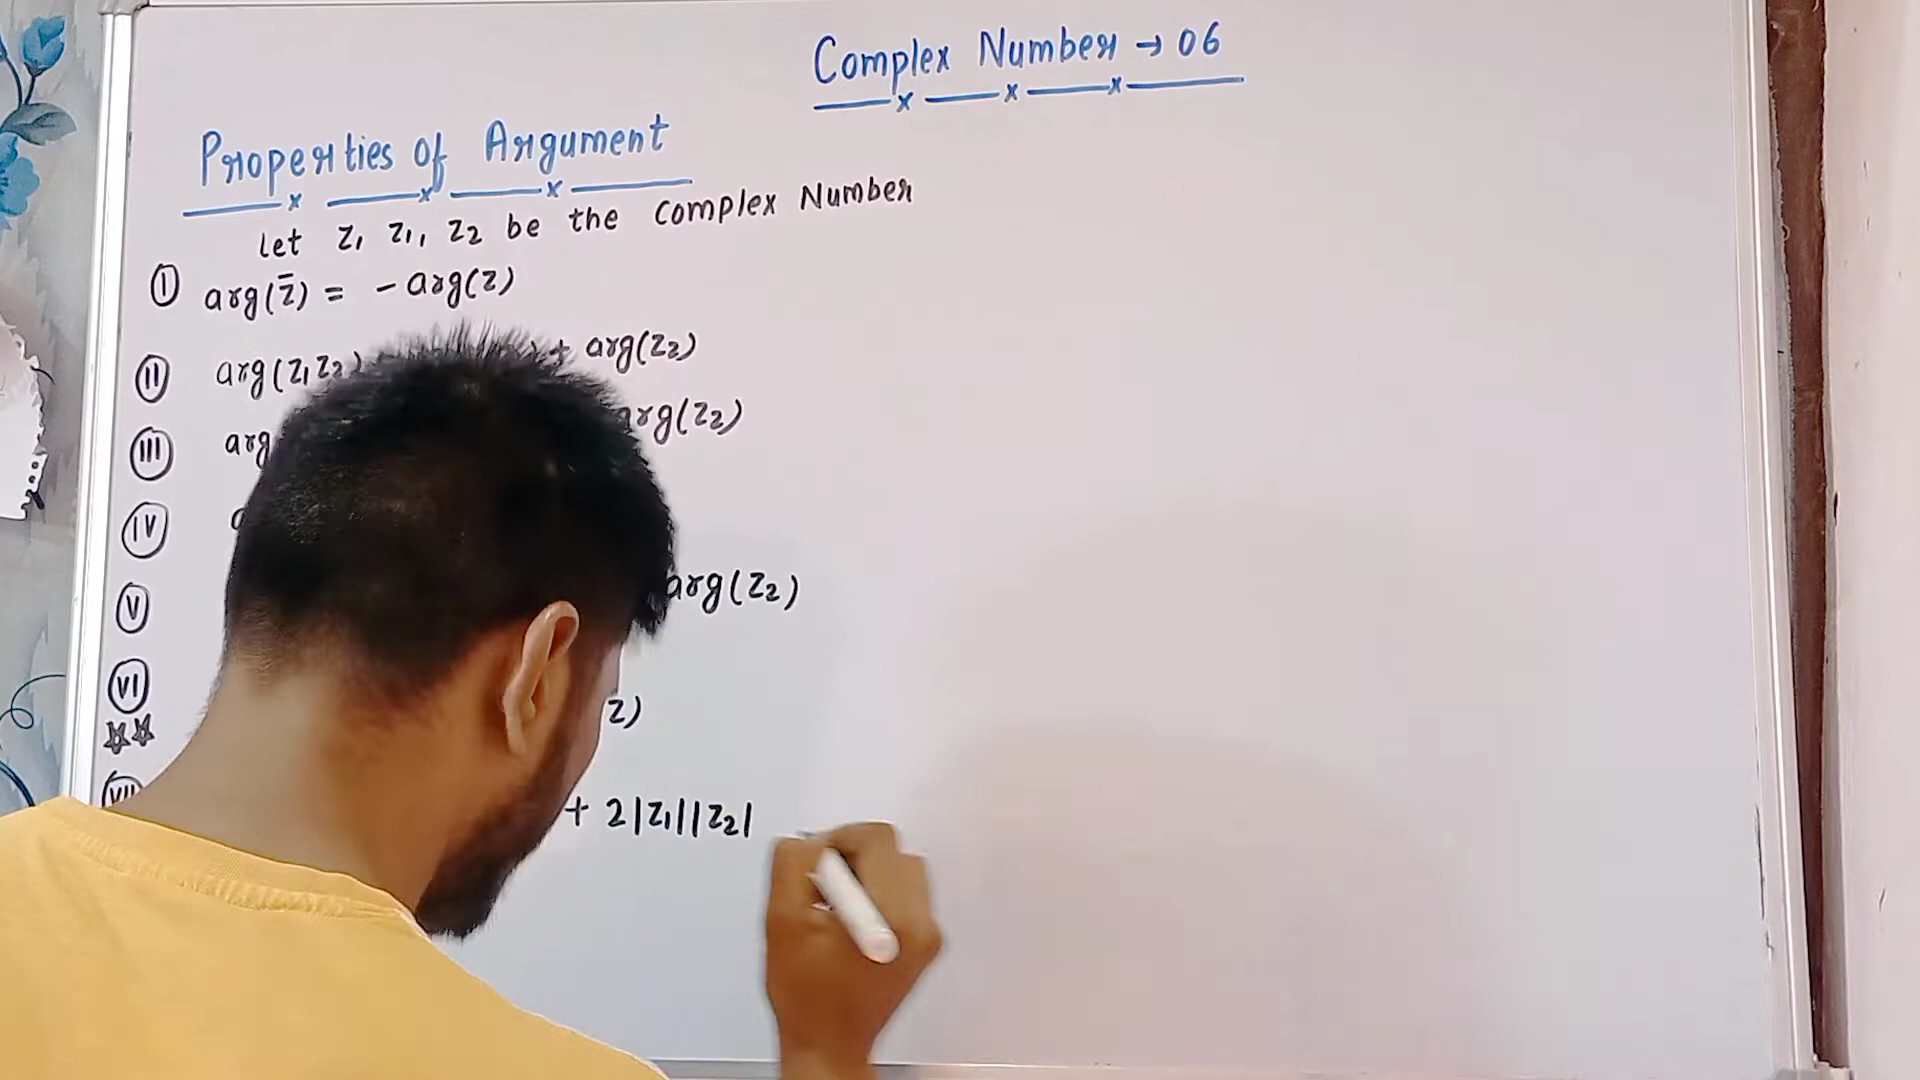 Complex Number → 06
Properties of Argument
Let z, z₁, z₂ be the complex Number
I arg(z̄) = - arg(z)
II arg(z₁z₂) + arg(z₂)
III arg arg(z₂)
IV
V arg(z₂)
VI z)
VII + 2|z₁||z₂|